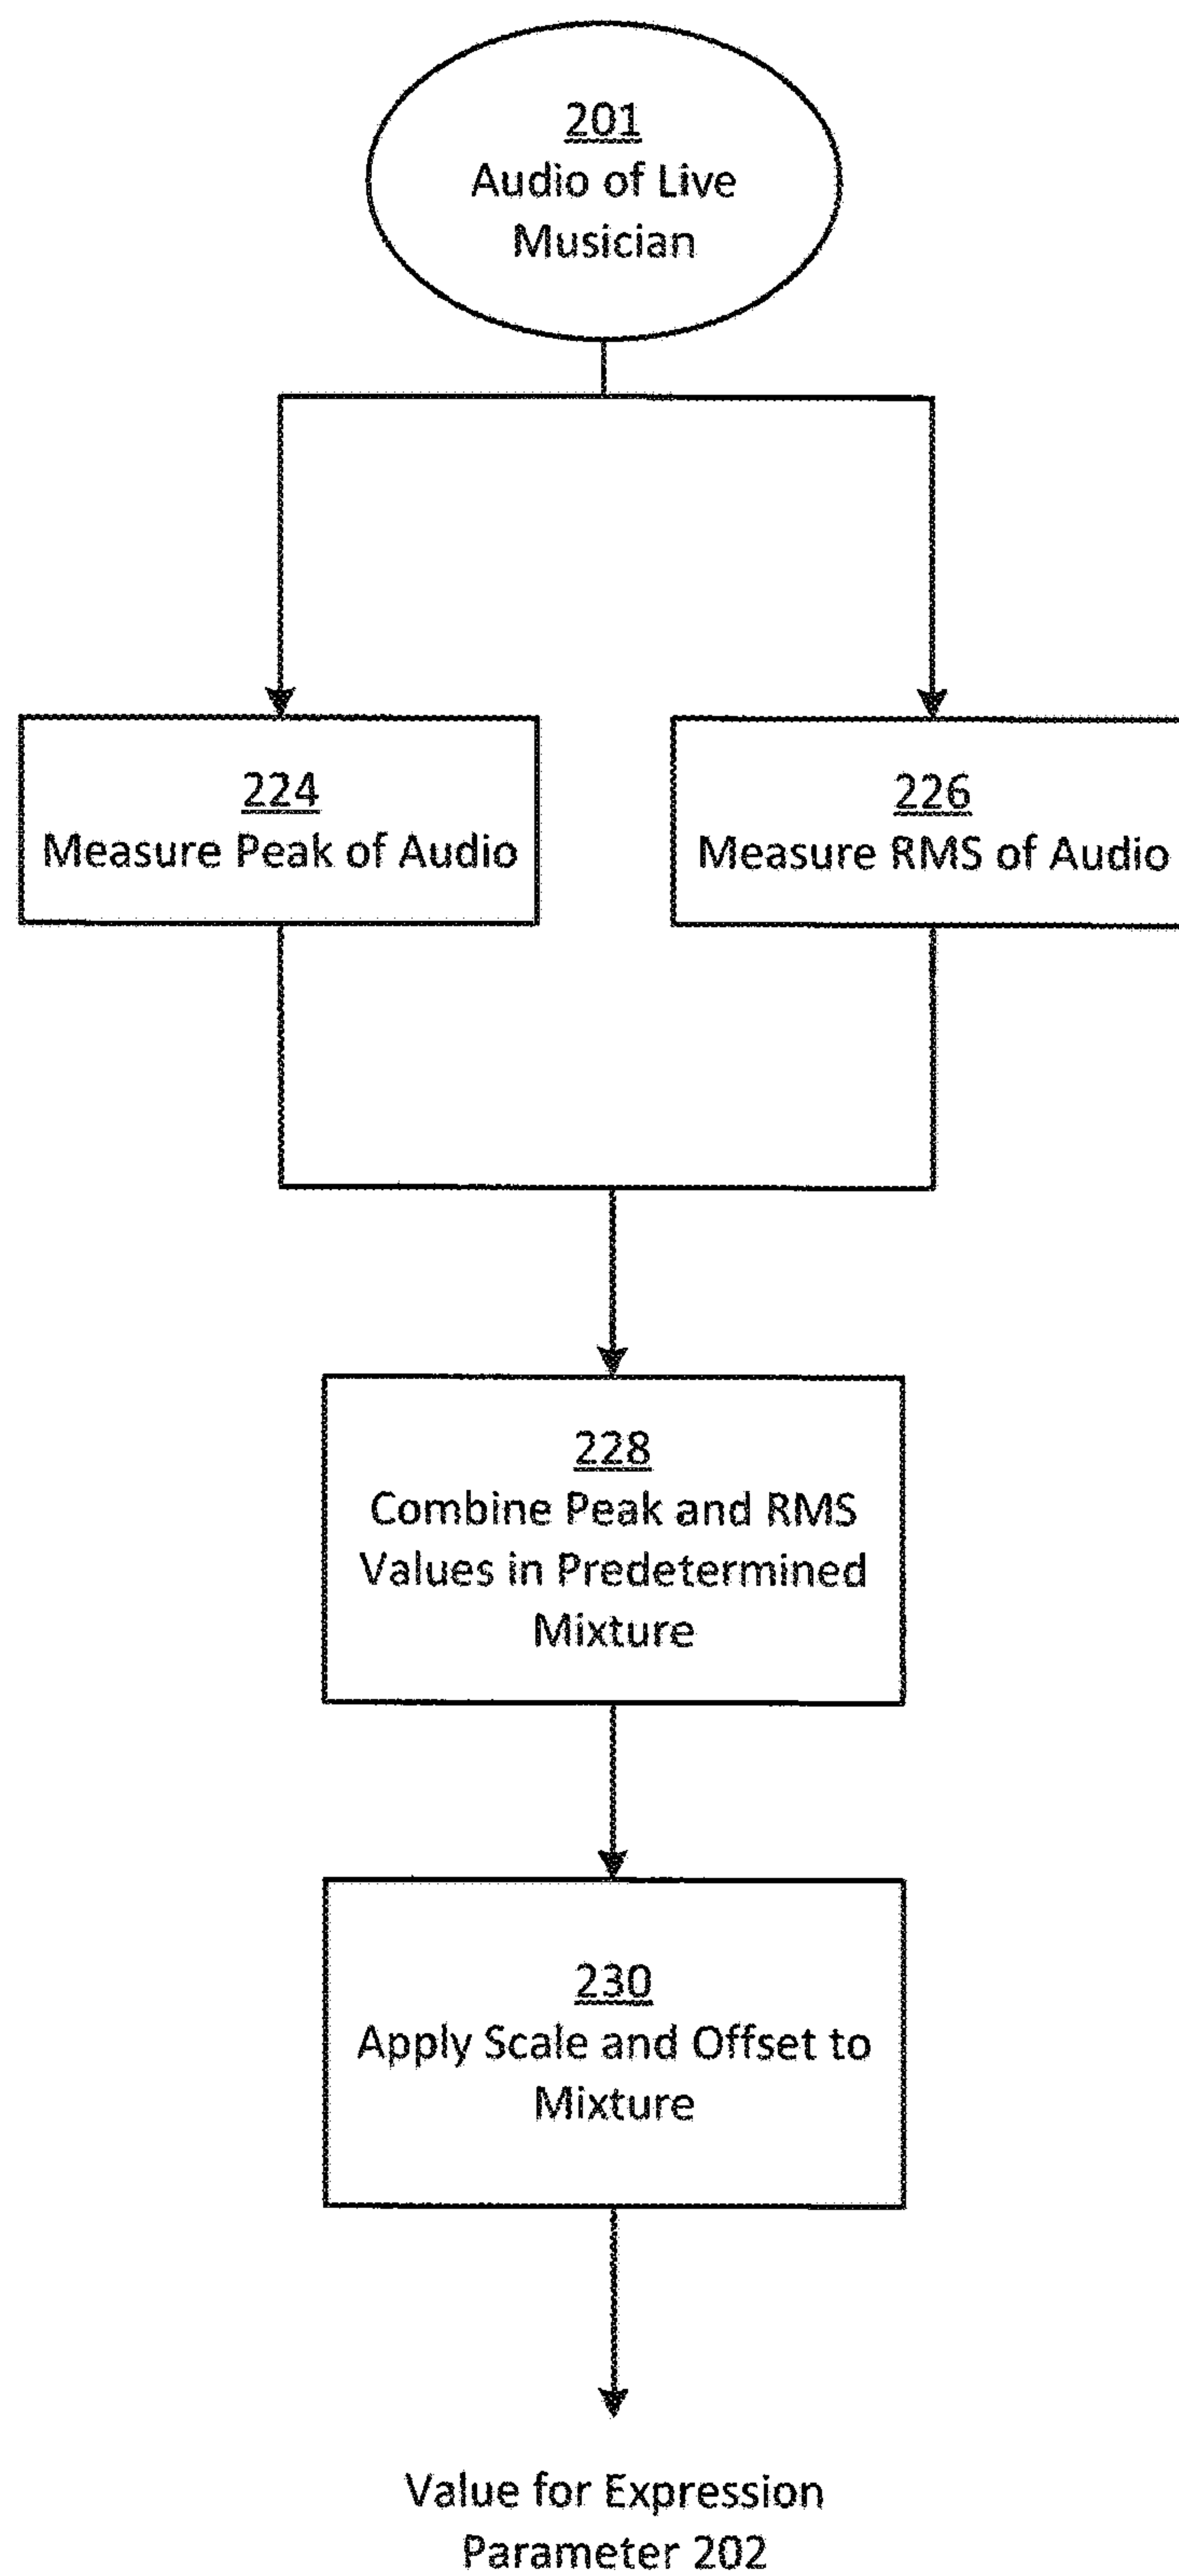 201
Audio of Live
Musician
224
Measure Peak of Audio
226
Measure RMS of Audio
228
Combine Peak and RMS
Values in Predetermined
Mixture
230
Apply Scale and Offset to
Mixture
Value for Expression
Parameter 202